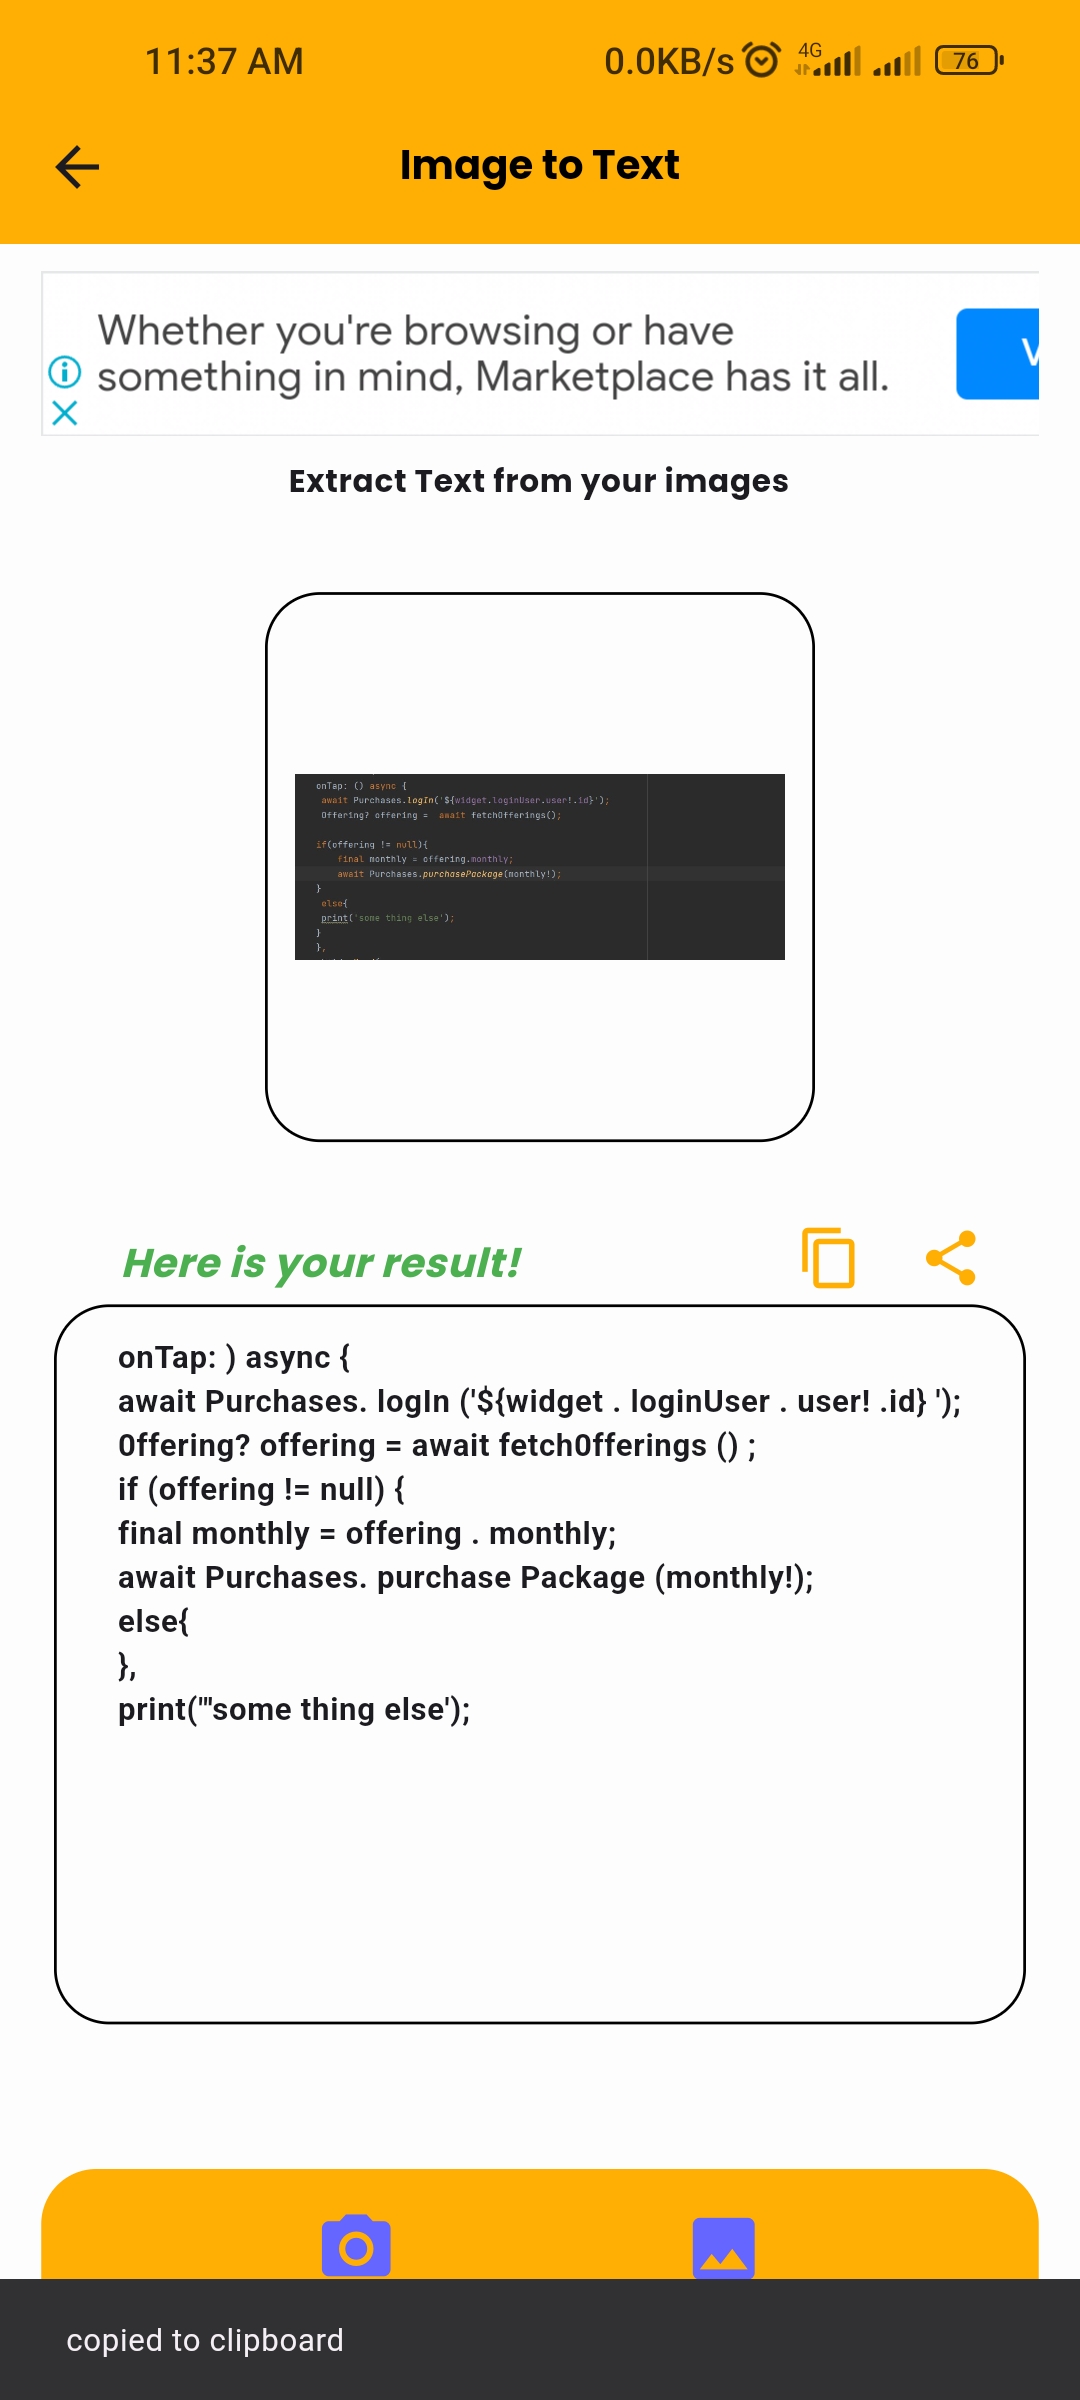 11:37 AM 0.0KB/s 4G 76
Image to Text
Whether you're browsing or have
something in mind, Marketplace has it all.
Extract Text from your images
onTap: () async {
await Purchases.logIn('${widget.loginUser.user!.id}');
Offering? offering = await fetchOfferings();
if(offering != null){
final monthly = offering.monthly;
await Purchases.purchasePackage(monthly!);
}
else{
print('some thing else');
}
},
Here is your result!
onTap: ) async {
await Purchases. logIn ('${widget . loginUser . user! .id} ');
0ffering? offering = await fetch0fferings () ;
if (offering != null) {
final monthly = offering . monthly;
await Purchases. purchase Package (monthly!);
else{
},
print('"some thing else');
copied to clipboard